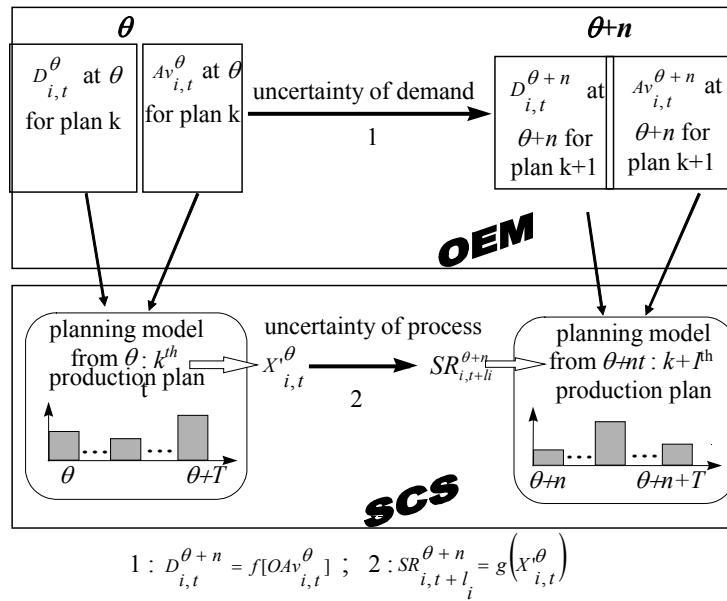 θ
θ+n
D^θ_{i,t} at θ
for plan k
Av^θ_{i,t} at θ
for plan k
uncertainty of demand
1
D^{θ+n}_{i,t} at
θ+n for
plan k+1
Av^{θ+n}_{i,t} at
θ+n for
plan k+1
OEM
planning model
from θ : k^{th}
production plan
t
θ
θ+T
uncertainty of process
X'^θ_{i,t}
2
SR^{θ+n}_{i,t+li}
planning model
from θ+nt : k+1^{th}
production plan
θ+n
θ+n+T
SCS
1 : D^{θ+n}_{i,t} = f[OAv^θ_{i,t}] ; 2 : SR^{θ+n}_{i,t+l_i} = g(X'^θ_{i,t})